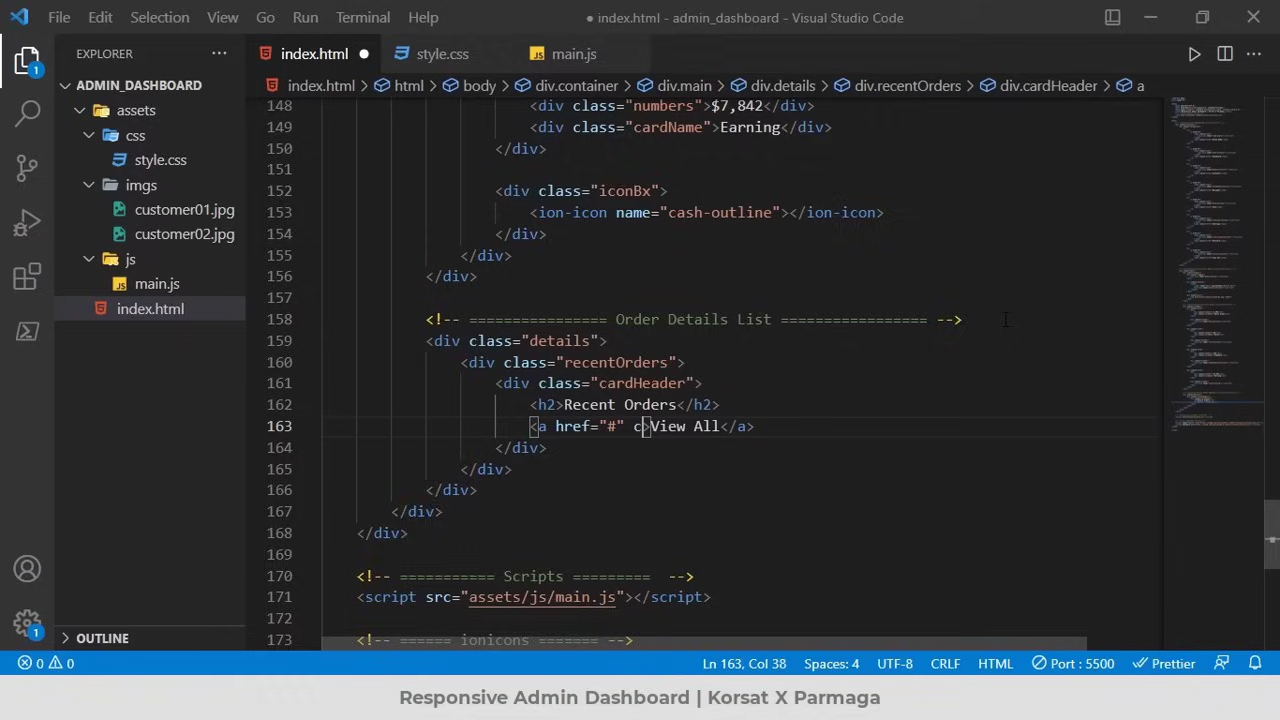 File Edit Selection View Go Run Terminal Help ● index.html - admin_dashboard - Visual Studio Code
EXPLORER ··· index.html ● style.css main.js
ADMIN_DASHBOARD index.html > html > body > div.container > div.main > div.details > div.recentOrders > div.cardHeader > a
assets
css
style.css
imgs
customer01.jpg
customer02.jpg
js
main.js
index.html
OUTLINE
1
1
148 <div class="numbers">$7,842</div>
149 <div class="cardName">Earning</div>
150 </div>
151
152 <div class="iconBx">
153 <ion-icon name="cash-outline"></ion-icon>
154 </div>
155 </div>
156 </div>
157
158 <!-- ================ Order Details List ================= -->
159 <div class="details">
160 <div class="recentOrders">
161 <div class="cardHeader">
162 <h2>Recent Orders</h2>
163 <a href="#" c>View All</a>
164 </div>
165 </div>
166 </div>
167 </div>
168 </div>
169
170 <!-- =========== Scripts ========= -->
171 <script src="assets/js/main.js"></script>
172
173 <!-- ====== ionicons ======= -->
0 0 Ln 163, Col 38 Spaces: 4 UTF-8 CRLF HTML Port : 5500 Prettier
Responsive Admin Dashboard | Korsat X Parmaga